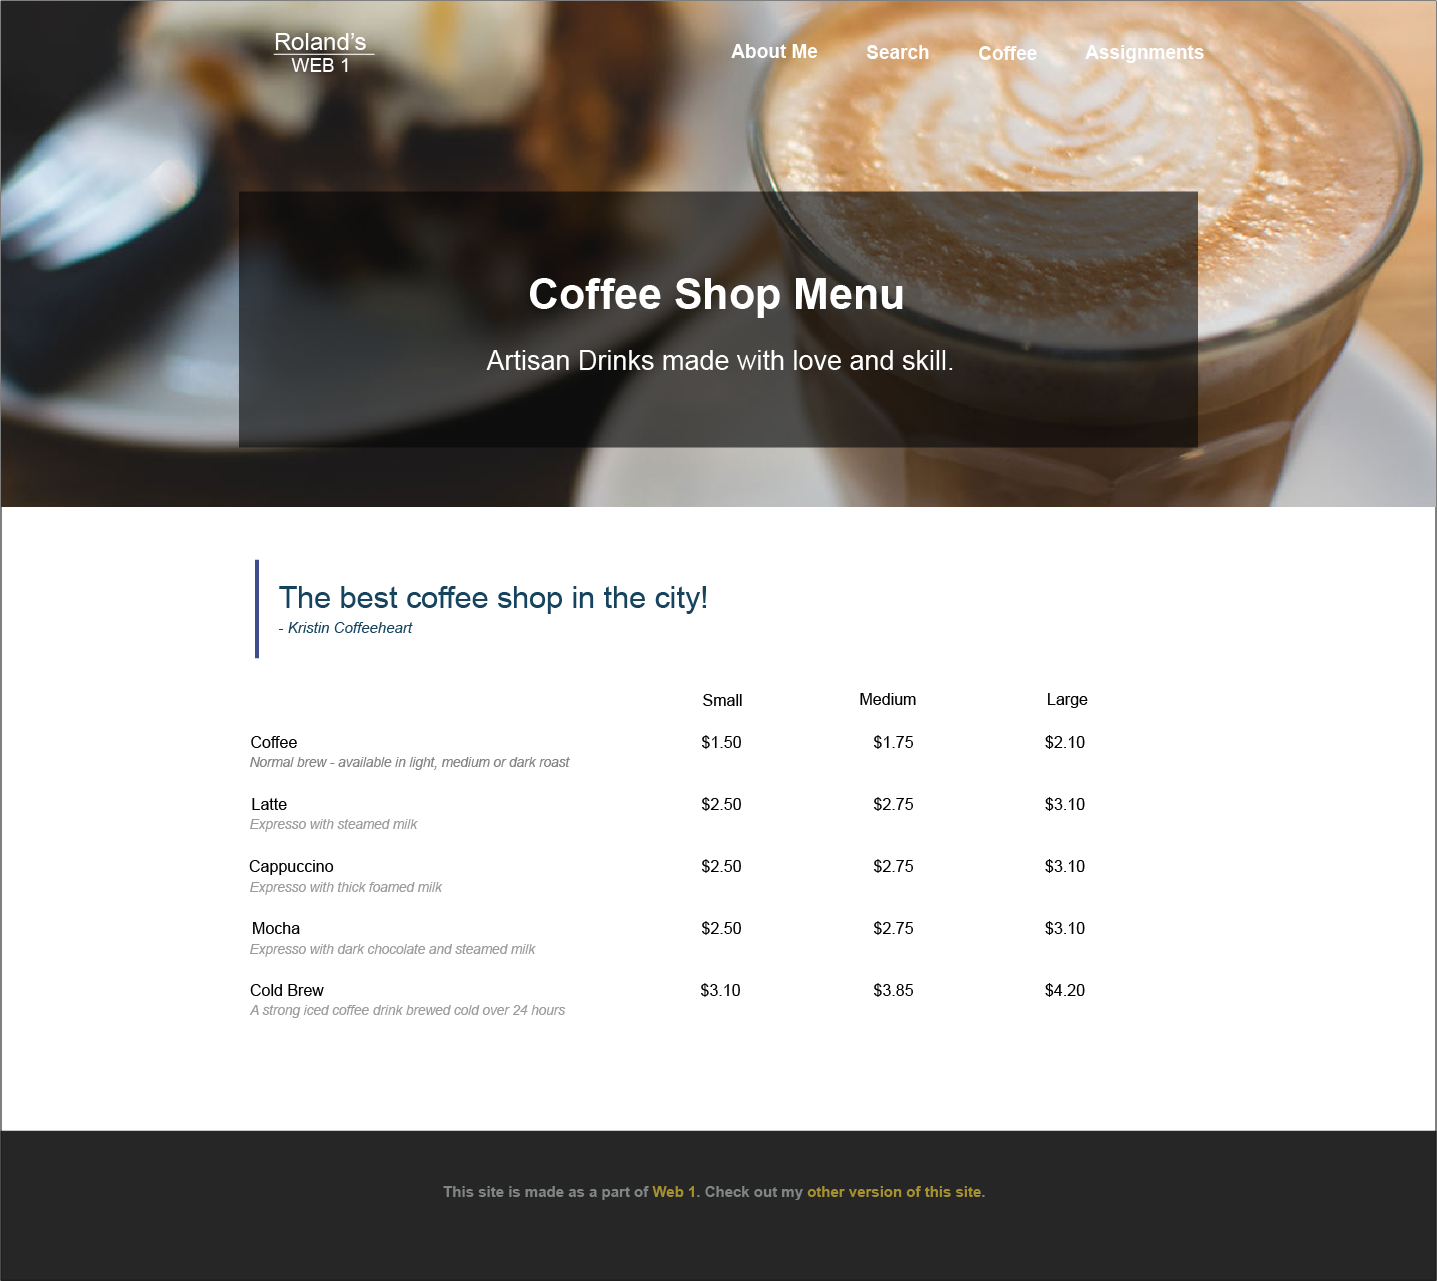 Roland's
WEB 1
About Me Search Coffee Assignments
Coffee Shop Menu
Artisan Drinks made with love and skill.
The best coffee shop in the city!
- Kristin Coffeeheart
Small Medium Large
Coffee $1.50 $1.75 $2.10
Normal brew - available in light, medium or dark roast
Latte $2.50 $2.75 $3.10
Expresso with steamed milk
Cappuccino $2.50 $2.75 $3.10
Expresso with thick foamed milk
Mocha $2.50 $2.75 $3.10
Expresso with dark chocolate and steamed milk
Cold Brew $3.10 $3.85 $4.20
A strong iced coffee drink brewed cold over 24 hours
This site is made as a part of Web 1. Check out my other version of this site.